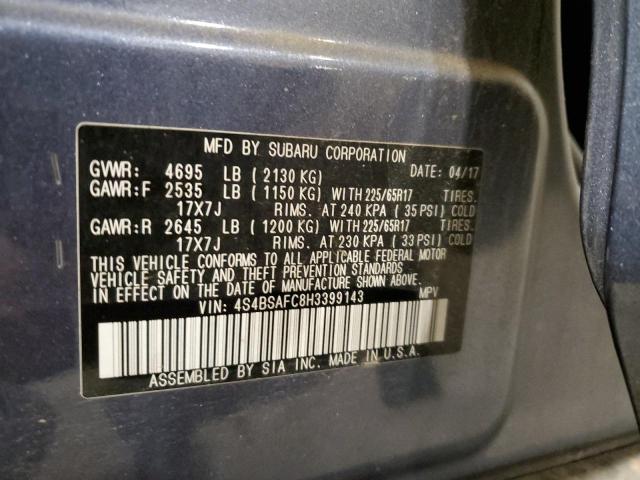 MFD BY SUBARU CORPORATION
GVWR: 4695 LB ( 2130 KG) DATE: 04/17
GAWR:F 2535 LB ( 1150 KG) WITH 225/65R17 TIRES.
17X7J RIMS. AT 240 KPA ( 35 PSI) COLD
GAWR:R 2645 LB ( 1200 KG) WITH 225/65R17 TIRES.
17X7J RIMS. AT 230 KPA ( 33 PSI) COLD
THIS VEHICLE CONFORMS TO ALL APPLICABLE FEDERAL MOTOR
VEHICLE SAFETY AND THEFT PREVENTION STANDARDS
IN EFFECT ON THE DATE OF MANUFACTURE SHOWN ABOVE.
VIN: 4S4BSAFC8H3399143 MPV
ASSEMBLED BY SIA INC. MADE IN U.S.A.